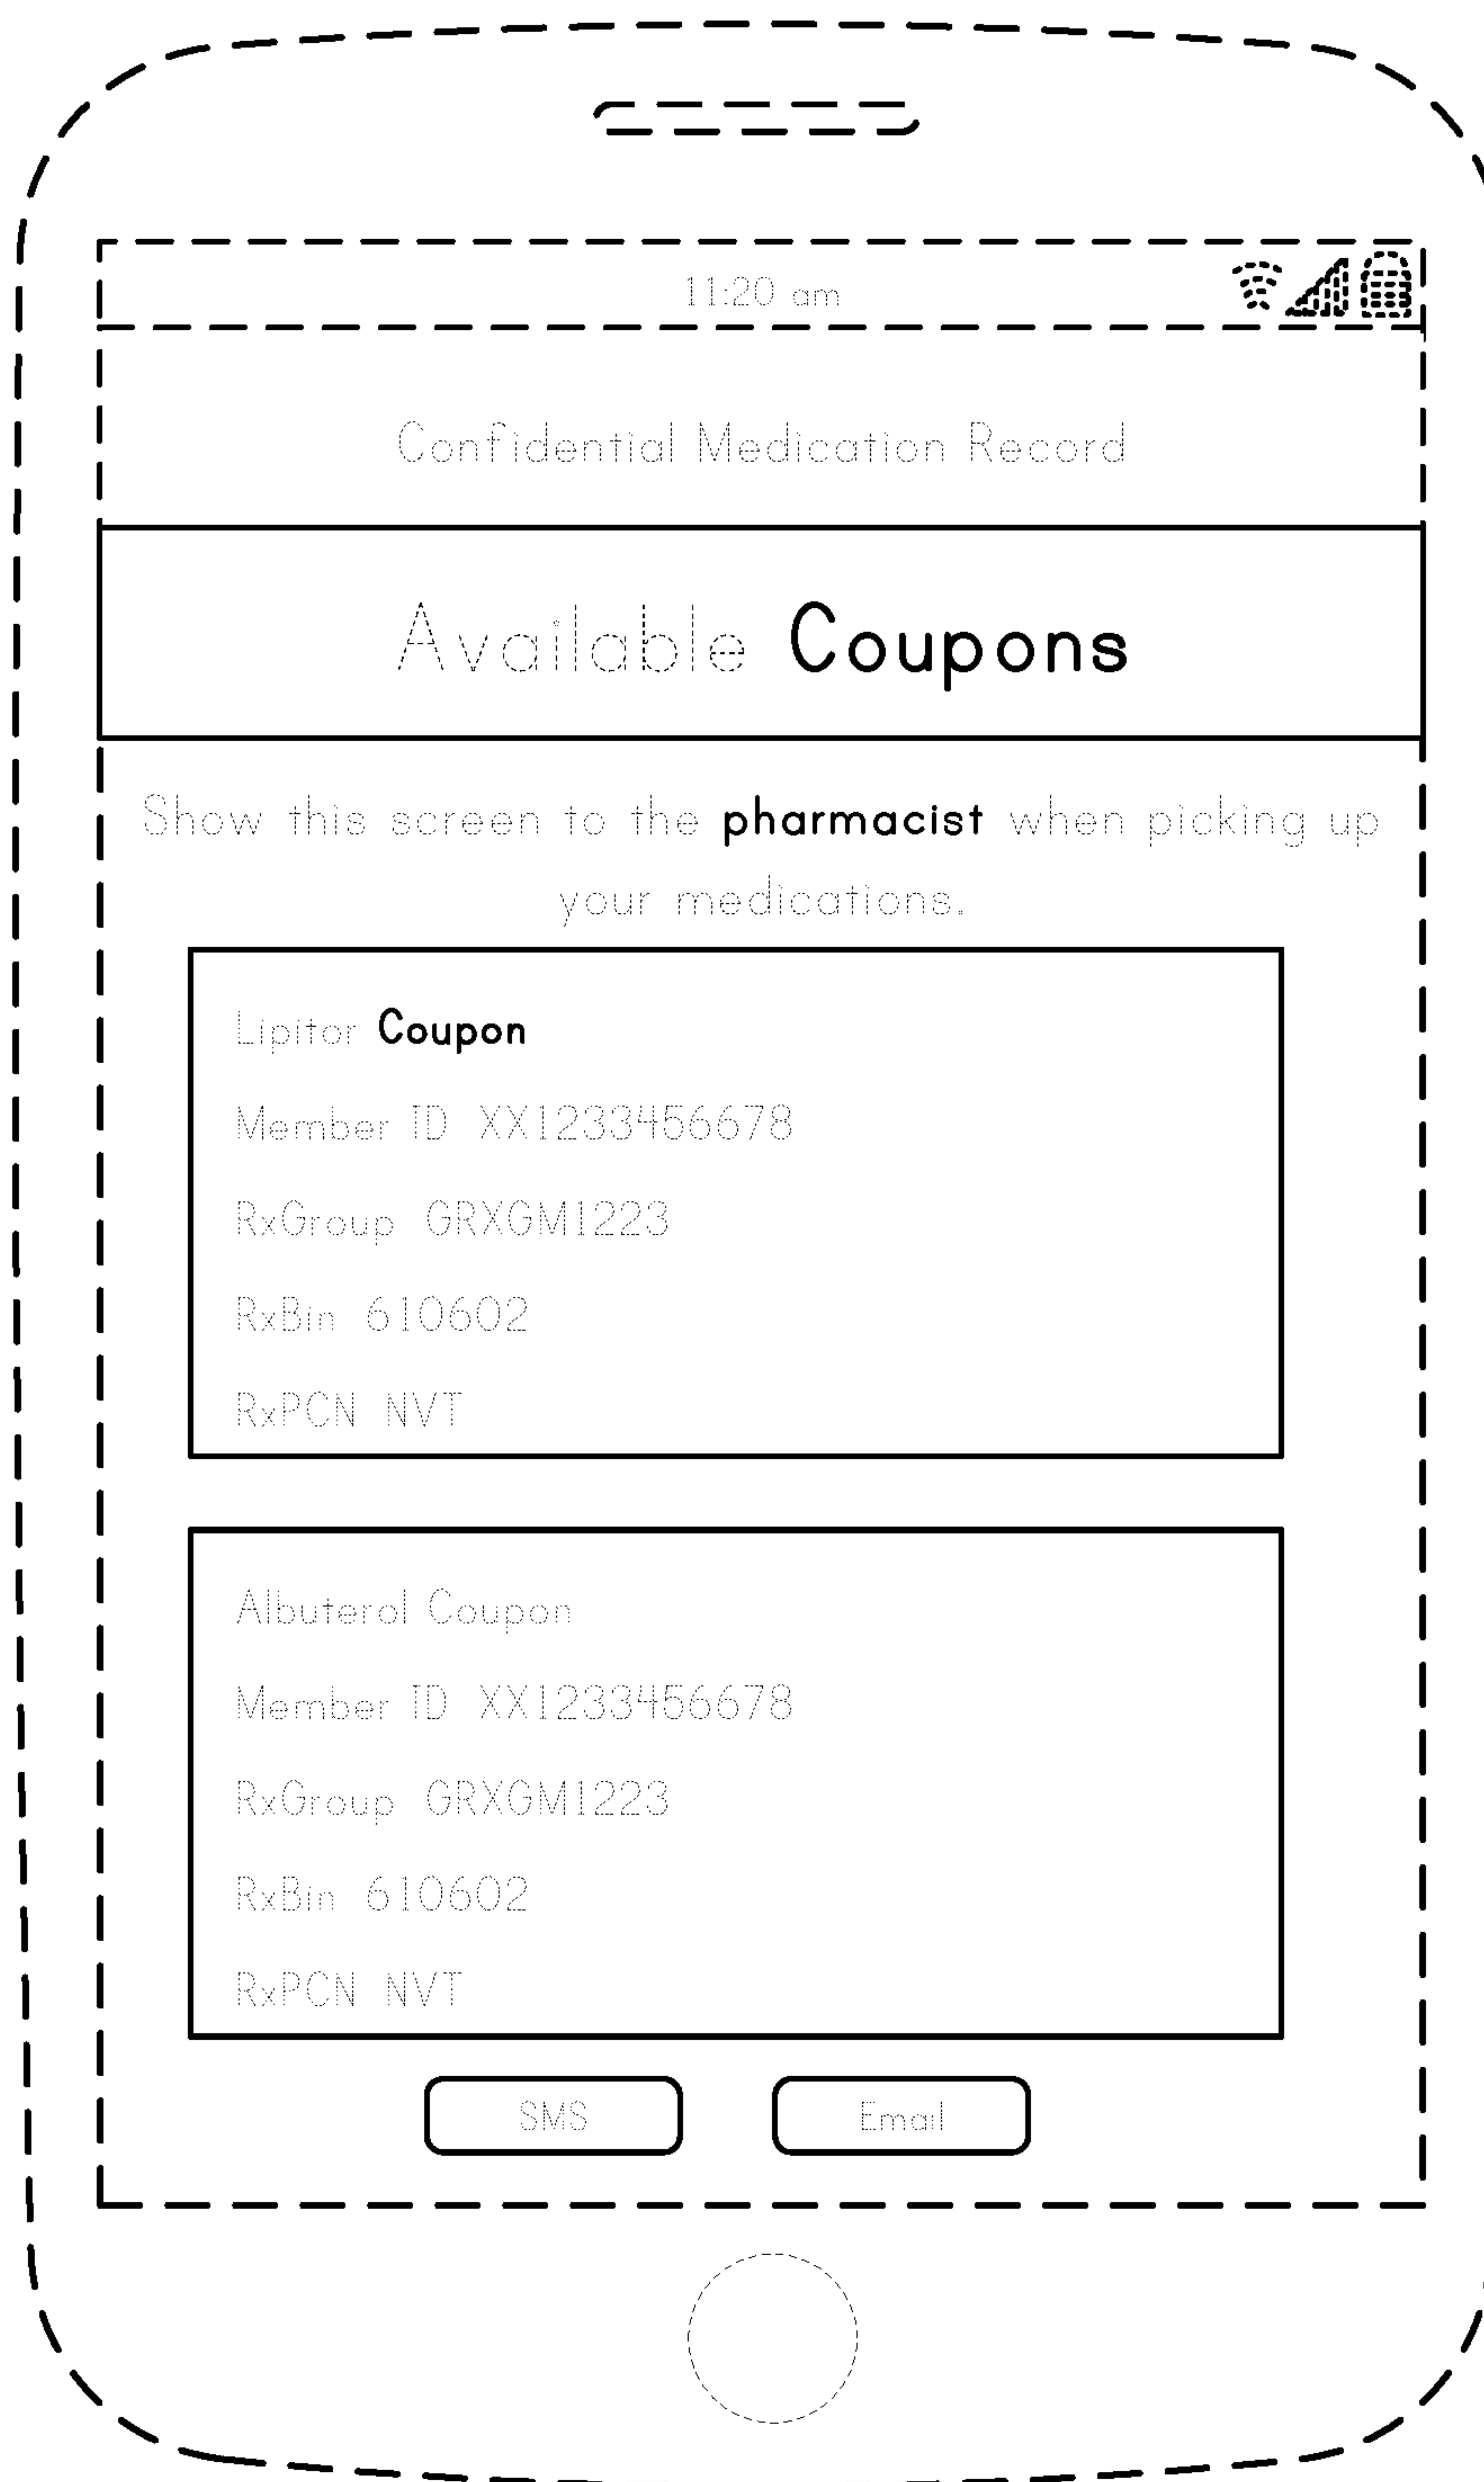 11:20 am
Confidential Medication Record
Available Coupons
Show this screen to the pharmacist when picking up
your medications.
Lipitor Coupon
Member ID XX1233456678
RxGroup GRXGM1223
RxBin 610602
RxPCN NVT
Albuterol Coupon
Member ID XX1233456678
RxGroup GRXGM1223
RxBin 610602
RxPCN NVT
SMS Email